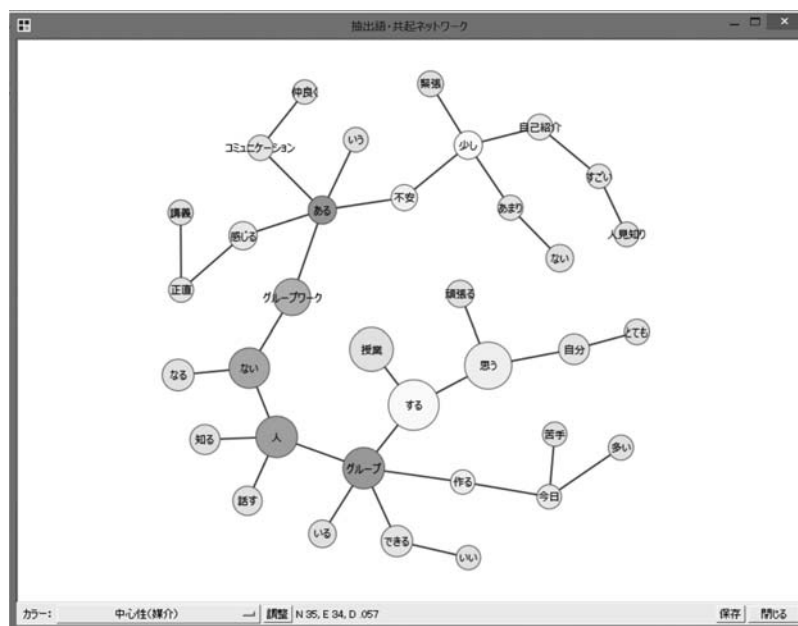 抽出語・共起ネットワーク
仲良く
緊張
コミュニケーション
いう
少し
自己紹介
すごい
不安
ある
あまり
人見知り
講義
感じる
ない
正直
グループワーク
頑張る
授業
思う
自分
とても
なる
ない
する
知る
人
苦手
多い
グループ
作る
今日
話す
いる
できる
いい
カラー: 中心性(媒介) 調整 N 35, E 34, D .057 保存 閉じる